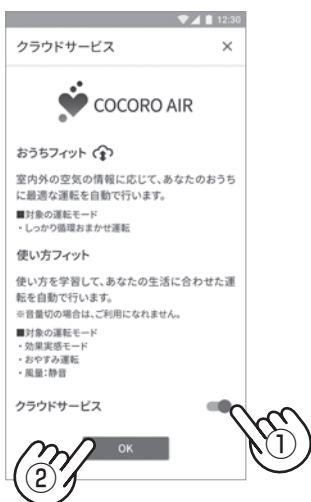 12:30
クラウドサービス ×
COCORO AIR
おうちフィット
室内外の空気の情報に応じて、あなたのおうち
に最適な運転を自動で行います。
■対象の運転モード
・しっかり循環おまかせ運転
使い方フィット
使い方を学習して、あなたの生活に合わせた運
転を自動で行います。
※音量切の場合は、ご利用になれません。
■対象の運転モード
・効果実感モード
・おやすみ運転
・風量:静音
クラウドサービス
①
OK
②